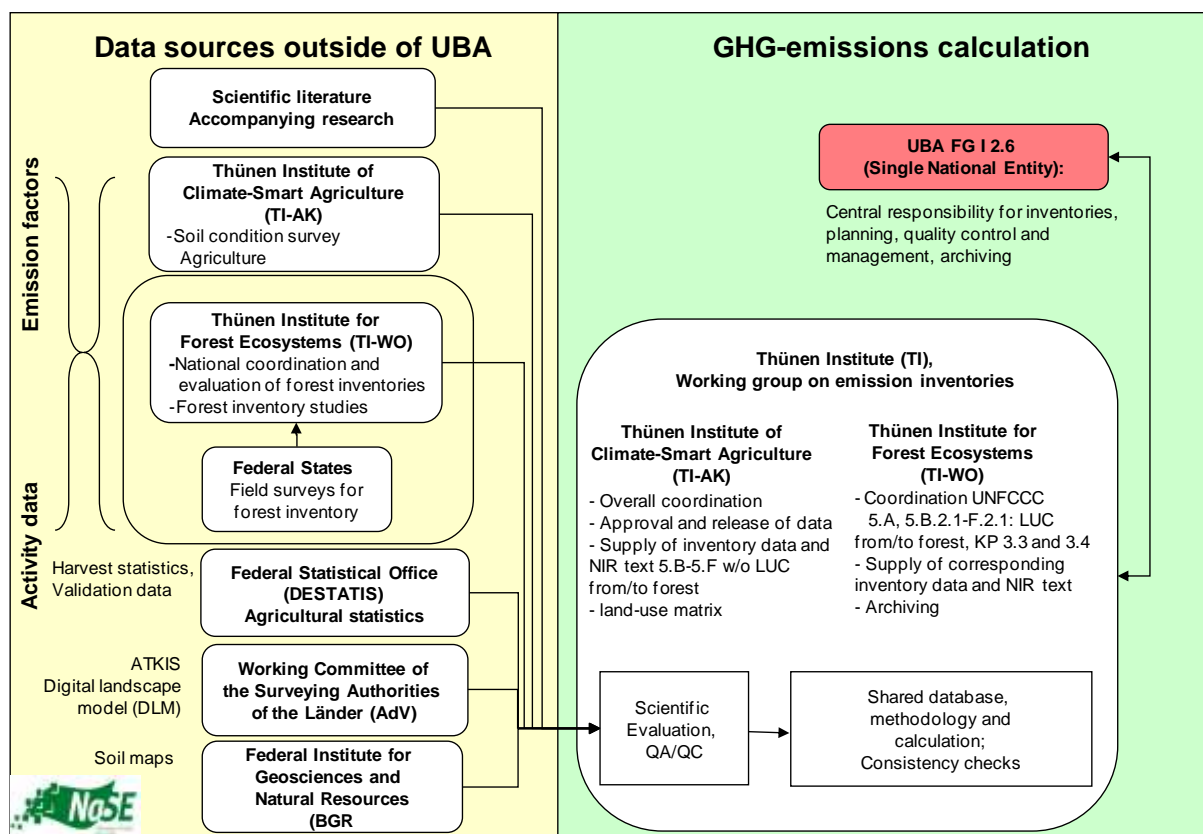 Data sources outside of UBA
Scientific literature
Accompanying research
Emission factors
Thünen Institute of
Climate-Smart Agriculture
(TI-AK)
-Soil condition survey
Agriculture
Thünen Institute for
Forest Ecosystems (TI-WO)
-National coordination and
evaluation of forest inventories
-Forest inventory studies
Federal States
Field surveys for
forest inventory
Activity data
Harvest statistics,
Validation data
Federal Statistical Office
(DESTATIS)
Agricultural statistics
ATKIS
Digital landscape
model (DLM)
Working Committee of
the Surveying Authorities
of the Länder (AdV)
Soil maps
Federal Institute for
Geosciences and
Natural Resources
(BGR
NaSE
GHG-emissions calculation
UBA FG I 2.6
(Single National Entity):
Central responsibility for inventories,
planning, quality control and
management, archiving
Thünen Institute (TI),
Working group on emission inventories
Thünen Institute of
Climate-Smart Agriculture
(TI-AK)
- Overall coordination
- Approval and release of data
- Supply of inventory data and
NIR text 5.B-5.F w/o LUC
from/to forest
- land-use matrix
Thünen Institute for
Forest Ecosystems
(TI-WO)
- Coordination UNFCCC
5.A, 5.B.2.1-F.2.1: LUC
from/to forest, KP 3.3 and 3.4
- Supply of corresponding
inventory data and NIR text
- Archiving
Scientific
Evaluation,
QA/QC
Shared database,
methodology and
calculation;
Consistency checks